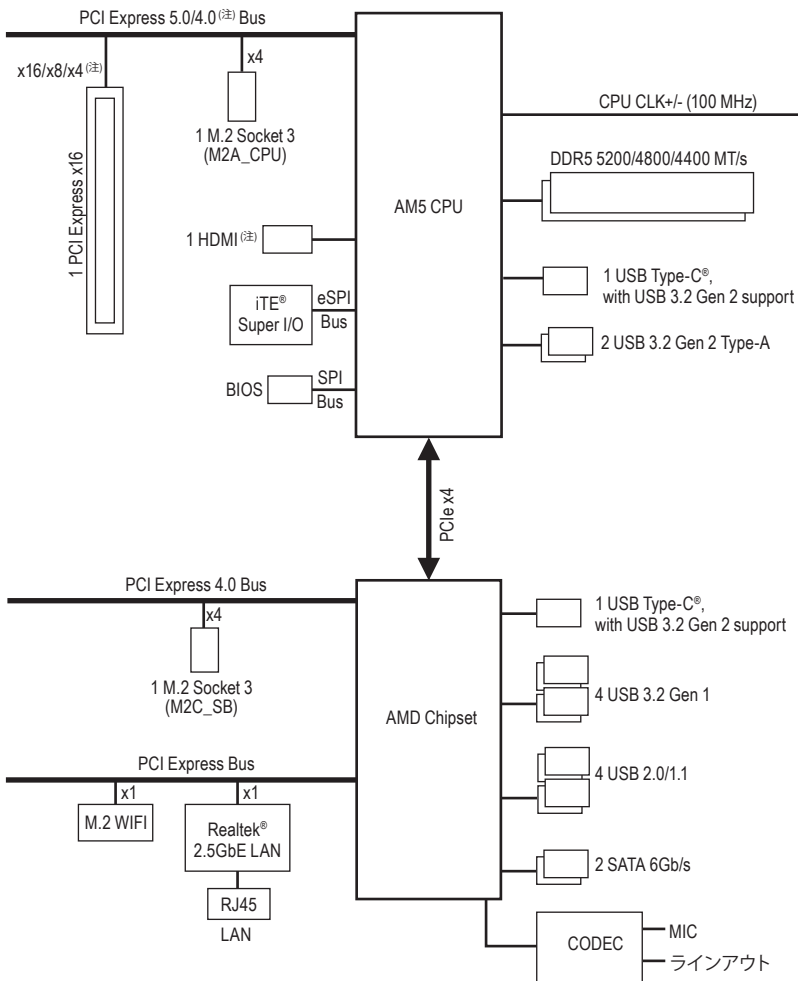 PCI Express 5.0/4.0 (注) Bus
x16/x8/x4 (注)
x4
1 PCI Express x16
1 M.2 Socket 3
(M2A_CPU)
1 HDMI (注)
iTE®
Super I/O
eSPI
Bus
BIOS
SPI
Bus
AM5 CPU
CPU CLK+/- (100 MHz)
DDR5 5200/4800/4400 MT/s
1 USB Type-C®,
with USB 3.2 Gen 2 support
2 USB 3.2 Gen 2 Type-A
PCIe x4
PCI Express 4.0 Bus
x4
1 M.2 Socket 3
(M2C_SB)
PCI Express Bus
x1
x1
M.2 WIFI
Realtek®
2.5GbE LAN
RJ45
LAN
AMD Chipset
1 USB Type-C®,
with USB 3.2 Gen 2 support
4 USB 3.2 Gen 1
4 USB 2.0/1.1
2 SATA 6Gb/s
CODEC
MIC
ラインアウト